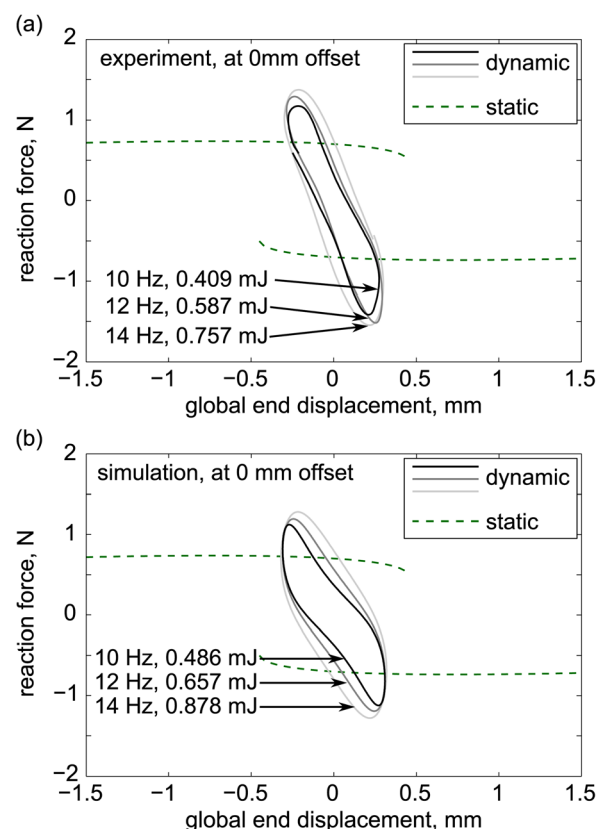 (a)
experiment, at 0mm offset
dynamic
static
2
1
0
−1
−2
reaction force, N
10 Hz, 0.409 mJ
12 Hz, 0.587 mJ
14 Hz, 0.757 mJ
−1.5 −1 −0.5 0 0.5 1 1.5
global end displacement, mm
(b)
simulation, at 0 mm offset
dynamic
static
2
1
0
−1
−2
reaction force, N
10 Hz, 0.486 mJ
12 Hz, 0.657 mJ
14 Hz, 0.878 mJ
−1.5 −1 −0.5 0 0.5 1 1.5
global end displacement, mm